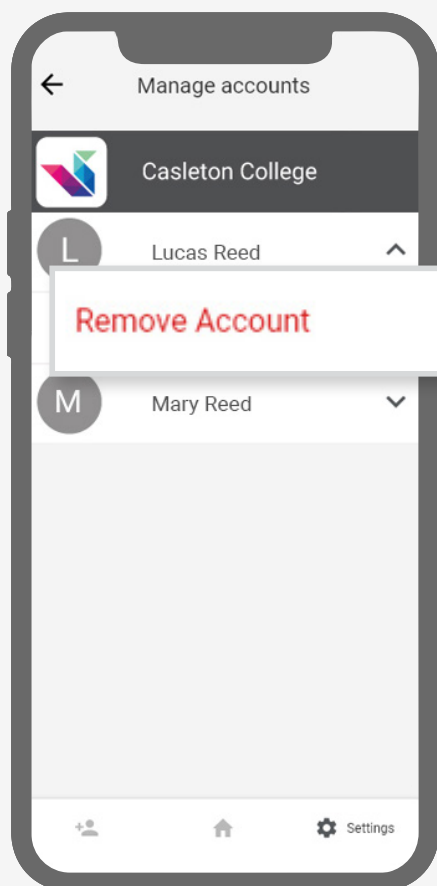 Manage accounts
Casleton College
L
Lucas Reed
Remove Account
M
Mary Reed
Settings